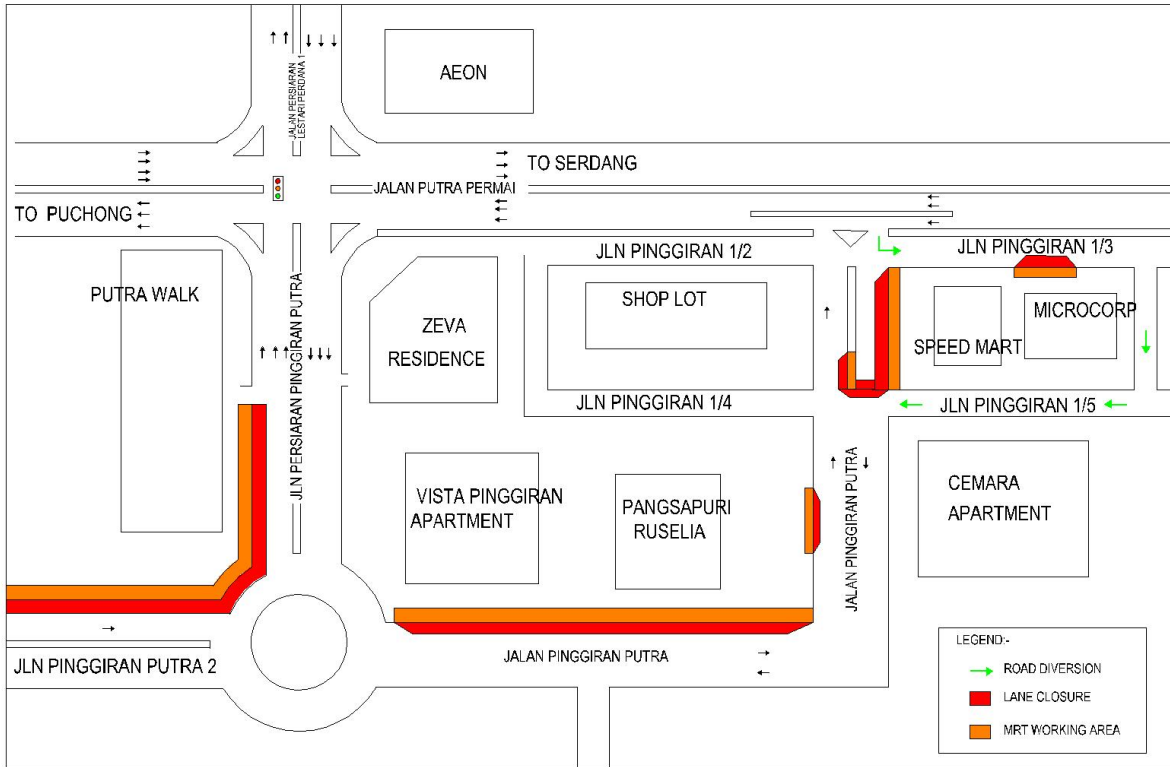 AEON
JALAN PERSIARAN
LESTARI PERDANA 1
TO SERDANG
JALAN PUTRA PERMAI
TO PUCHONG
JLN PINGGIRAN 1/2
JLN PINGGIRAN 1/3
PUTRA WALK
SHOP LOT
MICROCORP
ZEVA
RESIDENCE
SPEED MART
JLN PERSIARAN PINGGIRAN PUTRA
JLN PINGGIRAN 1/4
JLN PINGGIRAN 1/5
VISTA PINGGIRAN
APARTMENT
PANGSAPURI
RUSELIA
JALAN PINGGIRAN PUTRA
CEMARA
APARTMENT
JLN PINGGIRAN PUTRA 2
JALAN PINGGIRAN PUTRA
LEGEND:-
ROAD DIVERSION
LANE CLOSURE
MRT WORKING AREA